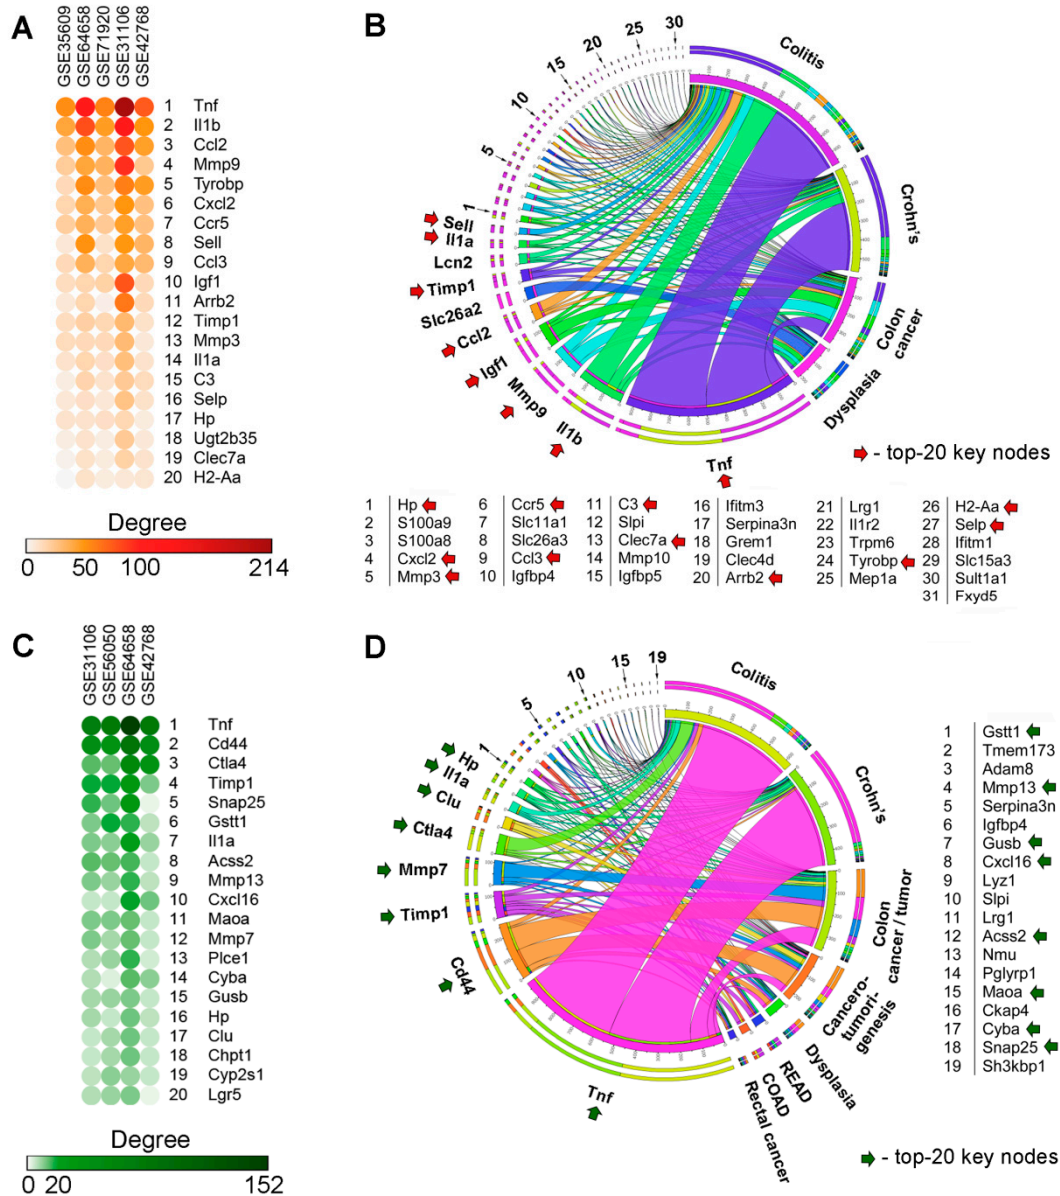 A
GSE35609
GSE64658
GSE71920
GSE31106
GSE42768
1 Tnf
2 Il1b
3 Ccl2
4 Mmp9
5 Tyrobp
6 Cxcl2
7 Ccr5
8 Sell
9 Ccl3
10 Igf1
11 Arrb2
12 Timp1
13 Mmp3
14 Il1a
15 C3
16 Selp
17 Hp
18 Ugt2b35
19 Clec7a
20 H2-Aa
Degree
0 50 100 214
B
1
5
10
15
20
25
30
Colitis
Crohn's
Colon
cancer
Dysplasia
Sell
Il1a
Lcn2
Timp1
Slc26a2
Ccl2
Igf1
Mmp9
Il1b
Tnf
- top-20 key nodes
1 Hp
2 S100a9
3 S100a8
4 Cxcl2
5 Mmp3
6 Ccr5
7 Slc11a1
8 Slc26a3
9 Ccl3
10 Igfbp4
11 C3
12 Slpi
13 Clec7a
14 Mmp10
15 Igfbp5
16 Ifitm3
17 Serpina3n
18 Grem1
19 Clec4d
20 Arrb2
21 Lrg1
22 Il1r2
23 Trpm6
24 Tyrobp
25 Mep1a
26 H2-Aa
27 Selp
28 Ifitm1
29 Slc15a3
30 Sult1a1
31 Fxyd5
C
GSE31106
GSE56050
GSE64658
GSE42768
1 Tnf
2 Cd44
3 Ctla4
4 Timp1
5 Snap25
6 Gstt1
7 Il1a
8 Acss2
9 Mmp13
10 Cxcl16
11 Maoa
12 Mmp7
13 Plce1
14 Cyba
15 Gusb
16 Hp
17 Clu
18 Chpt1
19 Cyp2s1
20 Lgr5
Degree
0 20 152
D
1
5
10
15
19
Colitis
Crohn's
Colon
cancer / tumor
Cancero-
tumori-
genesis
Dysplasia
READ
COAD
Rectal cancer
Hp
Il1a
Clu
Ctla4
Mmp7
Timp1
Cd44
Tnf
1 Gstt1
2 Tmem173
3 Adam8
4 Mmp13
5 Serpina3n
6 Igfbp4
7 Gusb
8 Cxcl16
9 Lyz1
10 Slpi
11 Lrg1
12 Acss2
13 Nmu
14 Pglyrp1
15 Maoa
16 Ckap4
17 Cyba
18 Snap25
19 Sh3kbp1
- top-20 key nodes